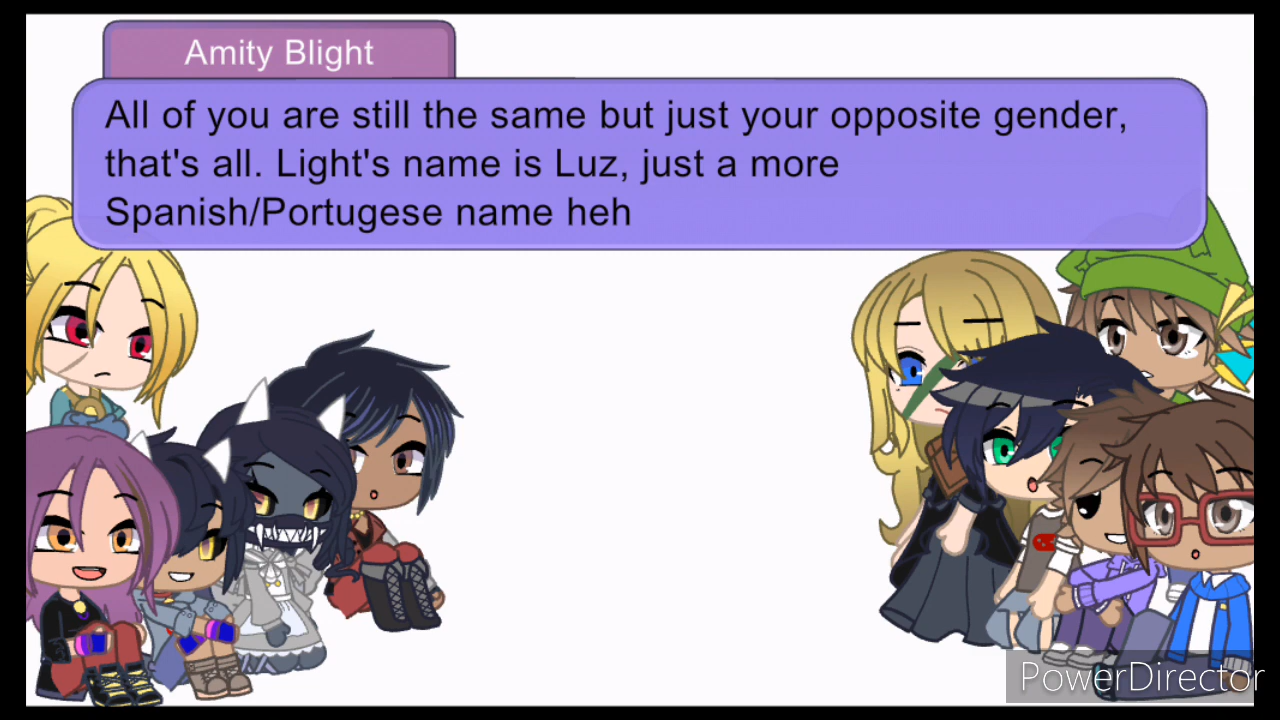 Amity Blight
All of you are still the same but just your opposite gender,
that's all. Light's name is Luz, just a more
Spanish/Portugese name heh
PowerDirector